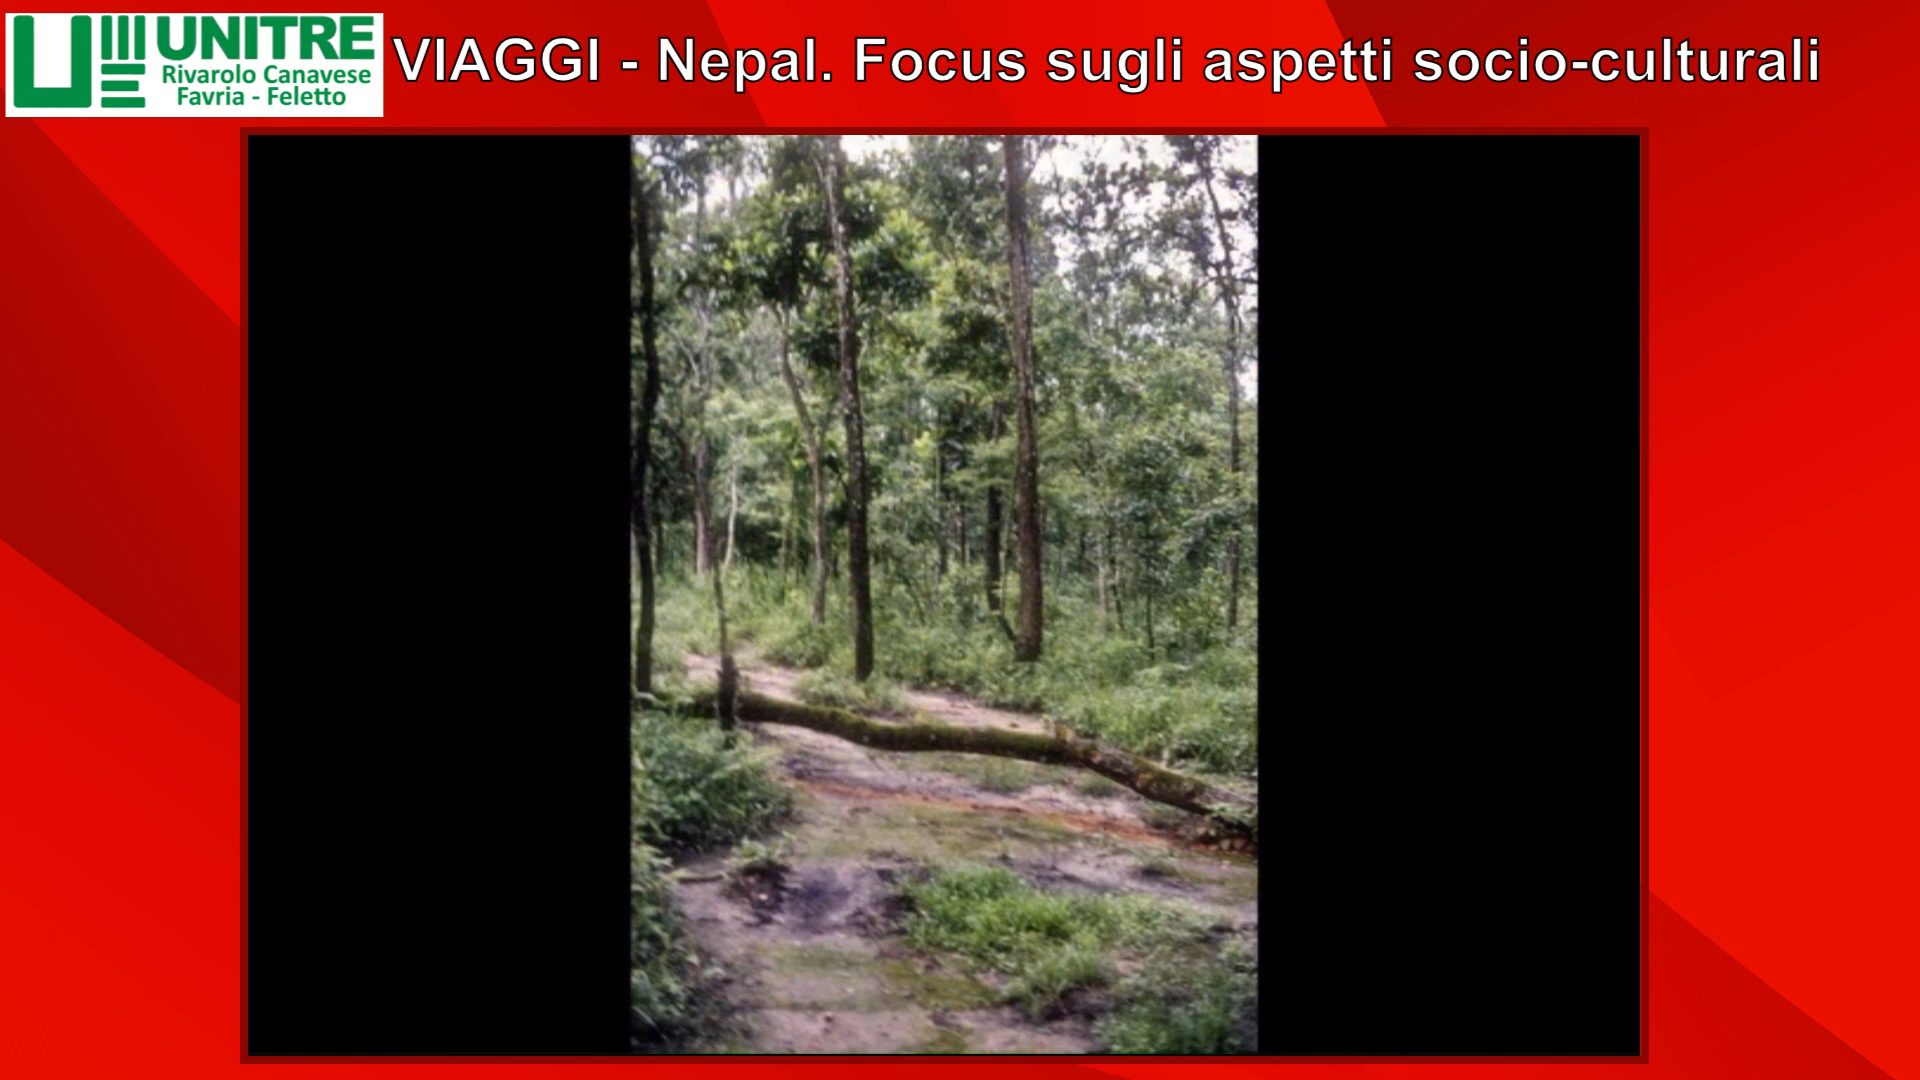 UNITRE
Rivarolo Canavese
Favria - Feletto
VIAGGI - Nepal. Focus sugli aspetti socio-culturali